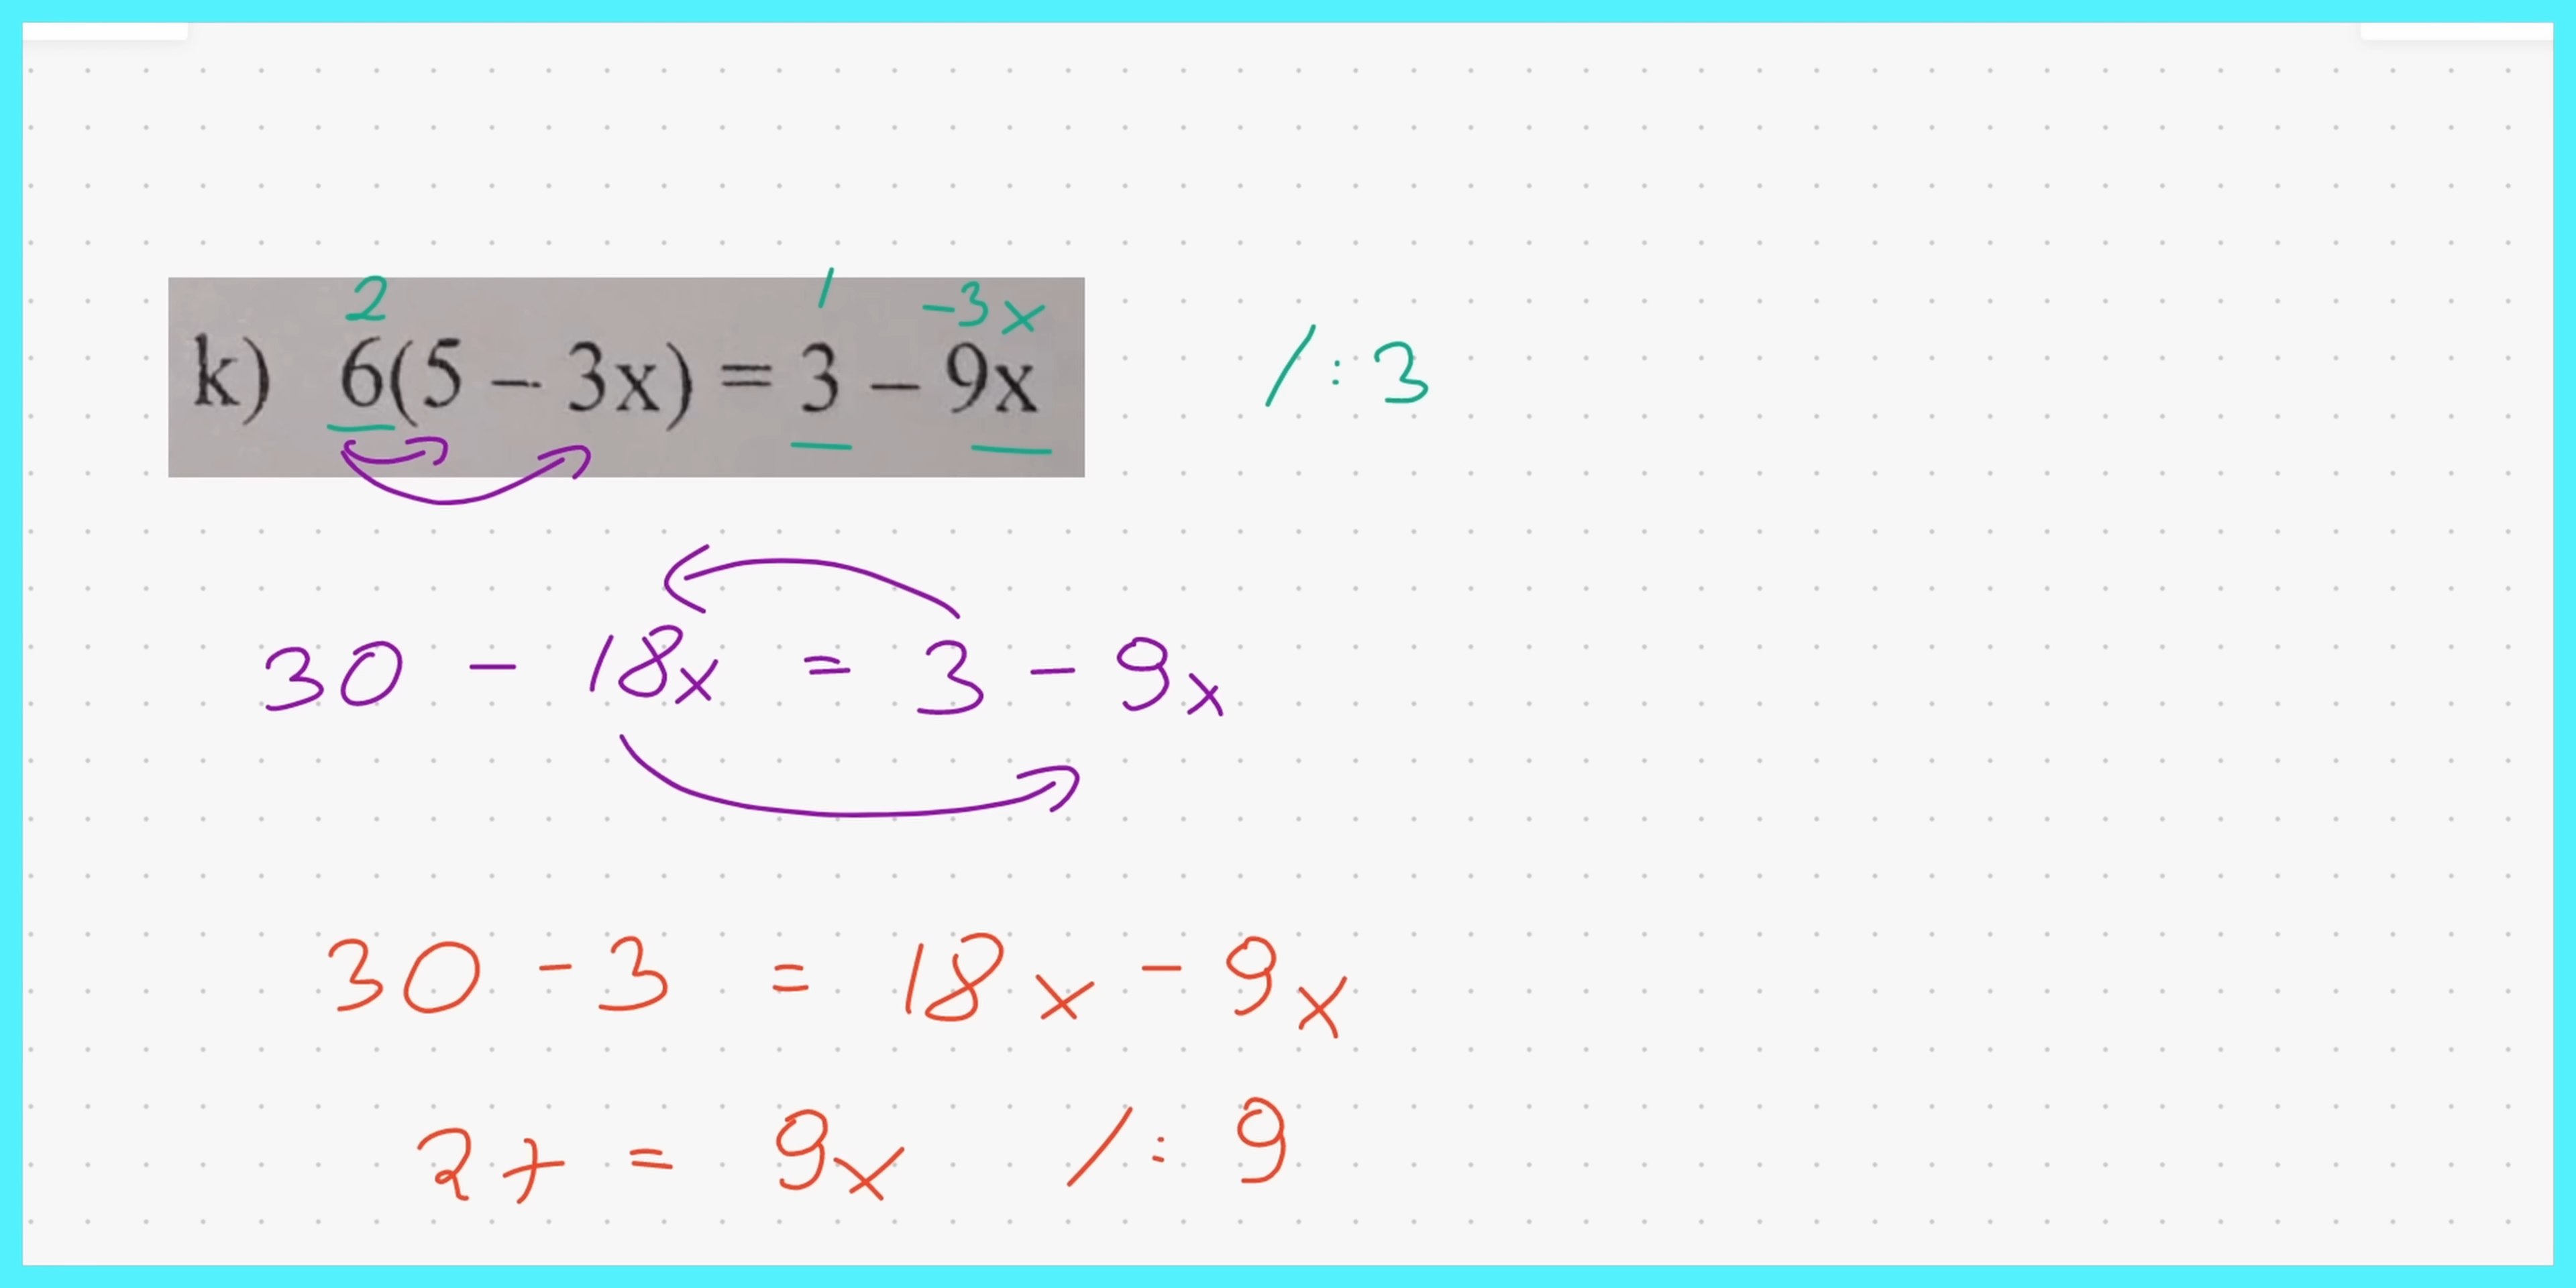 2 1 -3x
k) 6(5 – 3x) = 3 – 9x /:3
30 - 18x = 3 - 9x
30 - 3 = 18x - 9x
27 = 9x /: 9